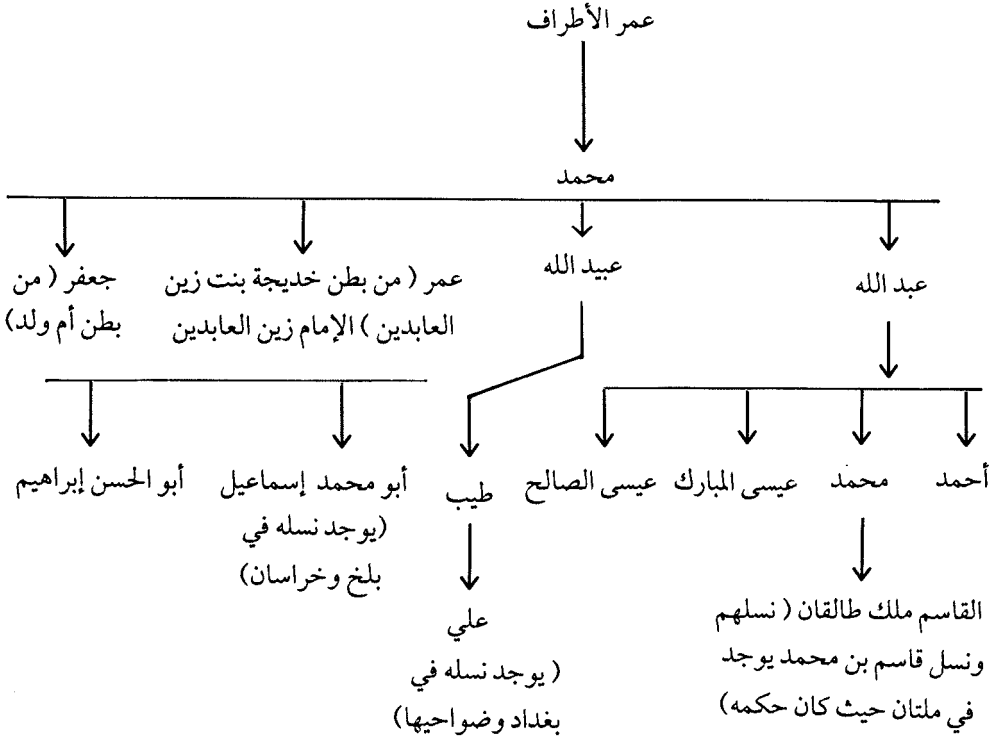 عمر الأطراف
محمد
عبد الله
عبيد الله
عمر ( من بطن خديجة بنت زين
العابدين ) الإمام زين العابدين
جعفر ( من
بطن أم ولد)
أحمد
محمد
عيسى المبارك
عيسى الصالح
طيب
أبو محمد إسماعيل
(يوجد نسله في
بلخ وخراسان)
أبو الحسن إبراهيم
القاسم ملك طالقان ( نسلهم
ونسل قاسم بن محمد يوجد
في ملتان حيث كان حكمه)
علي
( يوجد نسله في
بغداد وضواحيها)